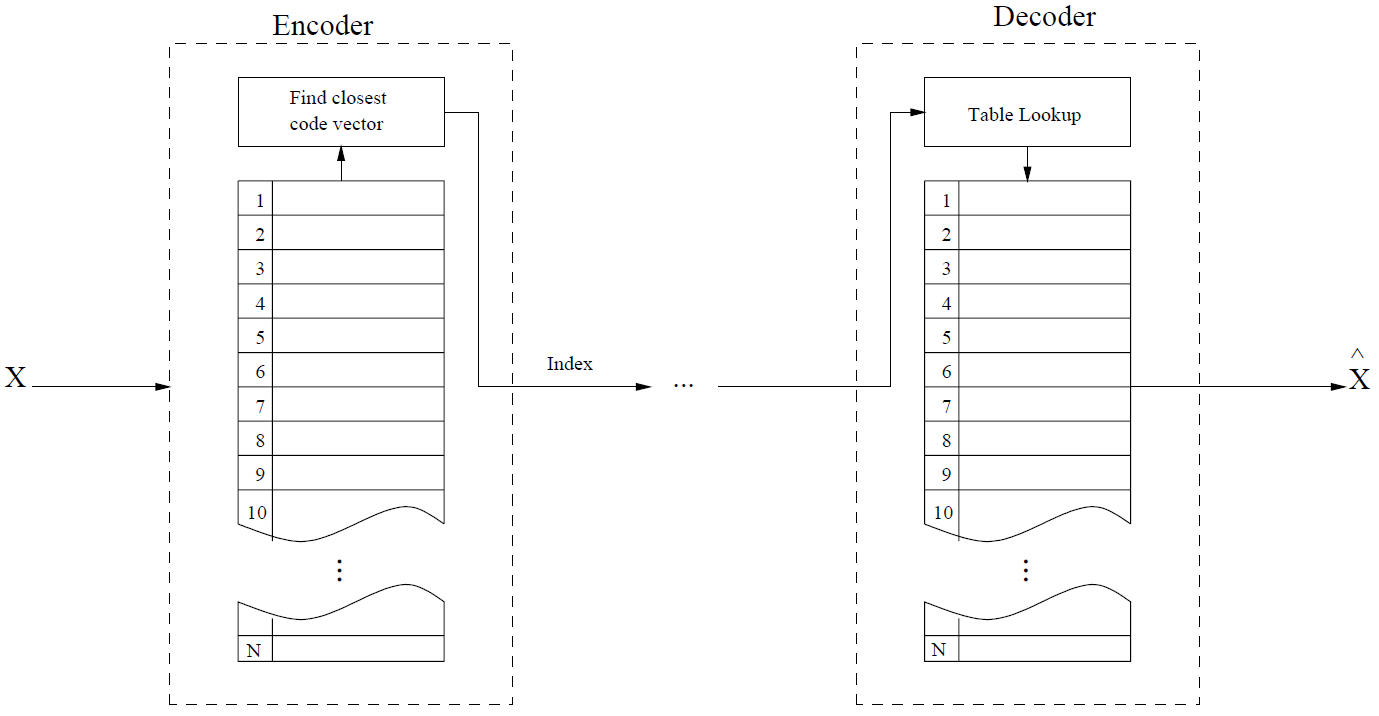 Encoder
Decoder
Find closest
code vector
Table Lookup
1
2
3
4
5
6
7
8
9
10
⋮
N
X
Index
...
1
2
3
4
5
6
7
8
9
10
⋮
N
^
X